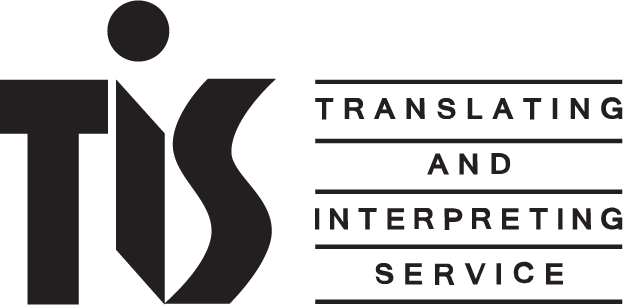 TiS
TRANSLATING
AND
INTERPRETING
SERVICE